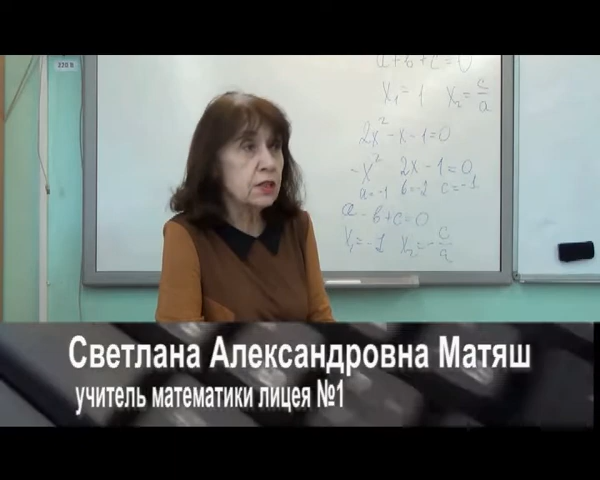 220 В
a+b+c=0
x₁=1 x₂=c/a
2x²-x-1=0
-x² 2x-1=0
a=-1 b=-2 c=-1
a-b+c=0
x₁=-1 x₂=-c/a
Светлана Александровна Матяш
учитель математики лицея №1